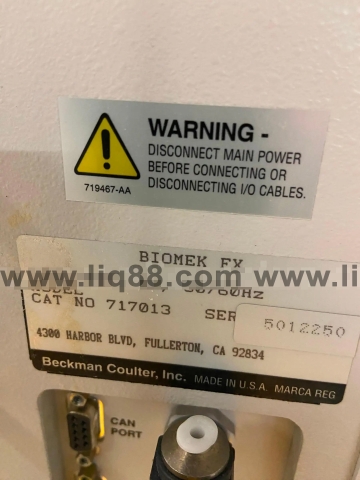 WARNING -
DISCONNECT MAIN POWER
BEFORE CONNECTING OR
DISCONNECTING I/O CABLES.
719467-AA
BIOMEK FX
www.liq88.com www.li
MODEL 50/60Hz
CAT NO 717013 SER
5012250
4300 HARBOR BLVD, FULLERTON, CA 92834
Beckman Coulter, Inc. MADE IN U.S.A. MARCA REG
CAN
PORT